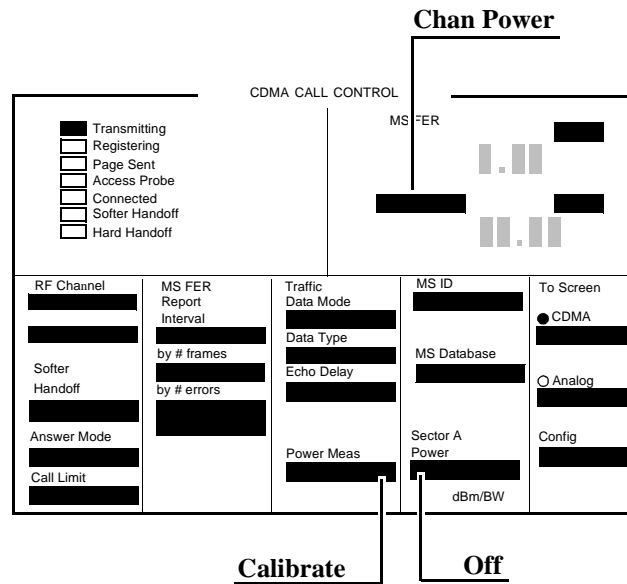 Chan Power
CDMA CALL CONTROL
Transmitting
Registering
Page Sent
Access Probe
Connected
Softer Handoff
Hard Handoff
MS FER
RF Channel
Softer
Handoff
Answer Mode
Call Limit
MS FER
Report
Interval
by # frames
by # errors
Traffic
Data Mode
Data Type
Echo Delay
Power Meas
MS ID
MS Database
Sector A
Power
dBm/BW
To Screen
CDMA
Analog
Config
Calibrate
Off